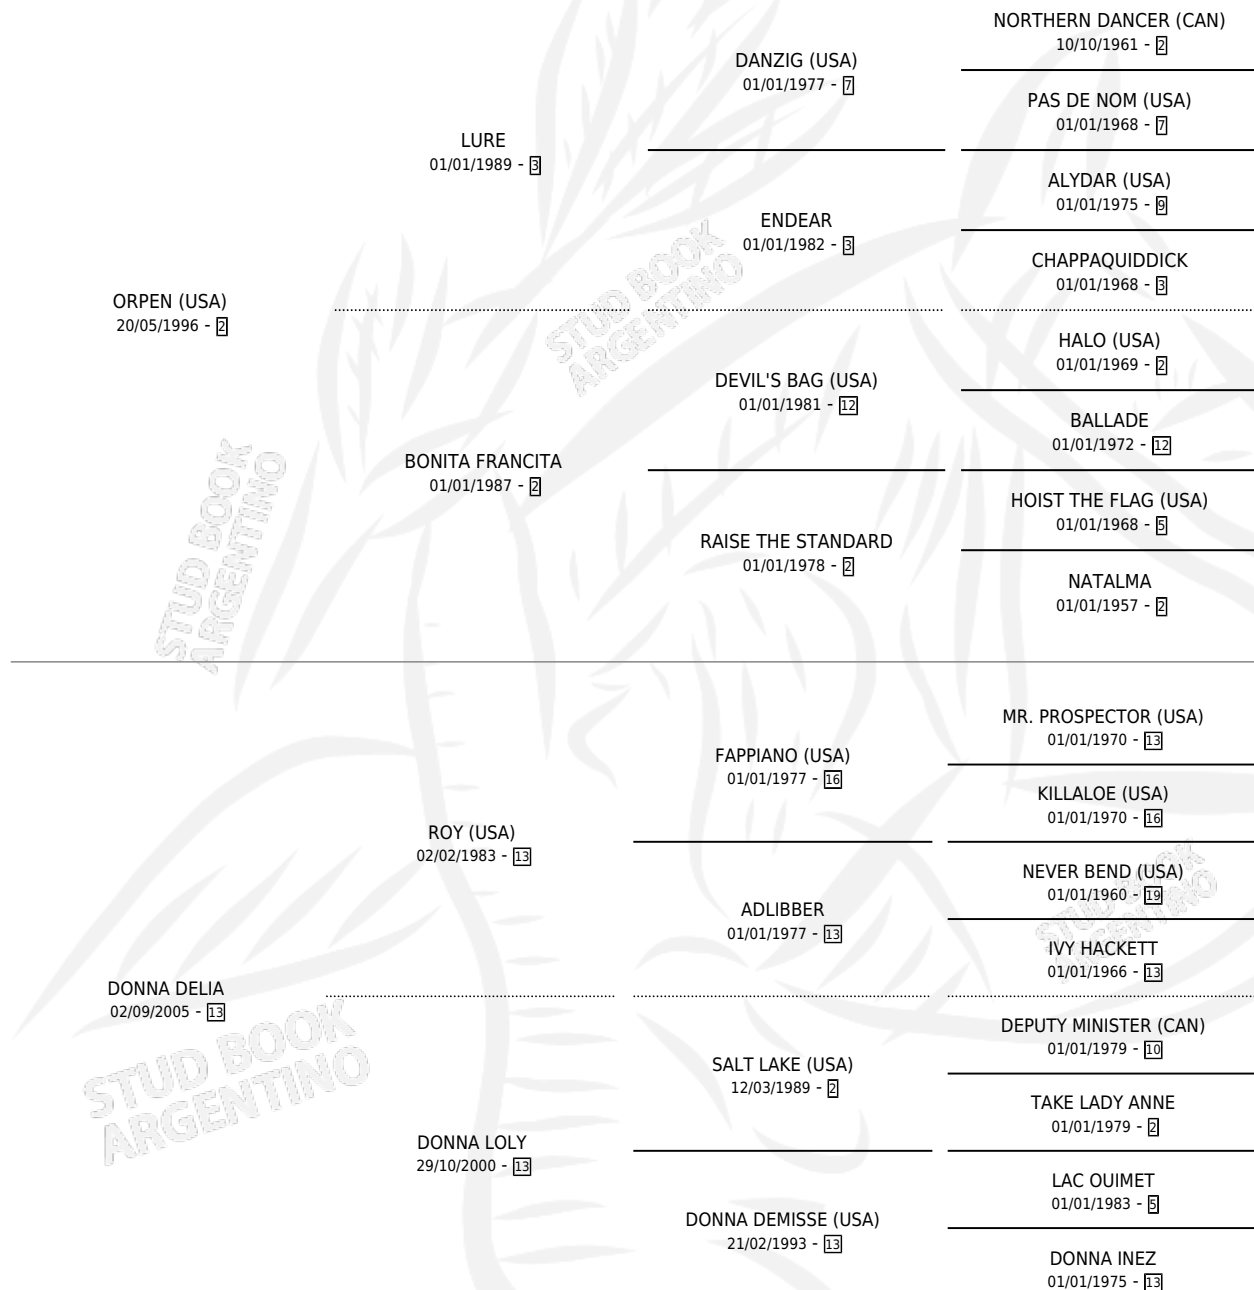 NORTHERN DANCER (CAN)
10/10/1961 - 2
DANZIG (USA)
01/01/1977 - 7
PAS DE NOM (USA)
01/01/1968 - 7
LURE
01/01/1989 - 3
ALYDAR (USA)
01/01/1975 - 9
ENDEAR
01/01/1982 - 3
CHAPPAQUIDDICK
01/01/1968 - 3
ORPEN (USA)
20/05/1996 - 2
HALO (USA)
01/01/1969 - 2
DEVIL'S BAG (USA)
01/01/1981 - 12
BALLADE
01/01/1972 - 12
BONITA FRANCITA
01/01/1987 - 2
HOIST THE FLAG (USA)
01/01/1968 - 5
RAISE THE STANDARD
01/01/1978 - 2
NATALMA
01/01/1957 - 2
MR. PROSPECTOR (USA)
01/01/1970 - 13
FAPPIANO (USA)
01/01/1977 - 16
KILLALOE (USA)
01/01/1970 - 16
ROY (USA)
02/02/1983 - 13
NEVER BEND (USA)
01/01/1960 - 19
ADLIBBER
01/01/1977 - 13
IVY HACKETT
01/01/1966 - 13
DONNA DELIA
02/09/2005 - 13
DEPUTY MINISTER (CAN)
01/01/1979 - 10
SALT LAKE (USA)
12/03/1989 - 2
TAKE LADY ANNE
01/01/1979 - 2
DONNA LOLY
29/10/2000 - 13
LAC OUIMET
01/01/1983 - 5
DONNA DEMISSE (USA)
21/02/1993 - 13
DONNA INEZ
01/01/1975 - 13
STUD BOOK
ARGENTINO
STUD BOOK
ARGENTINO
STUD BOOK
ARGENTINO
STUD BOOK
ARGENTINO